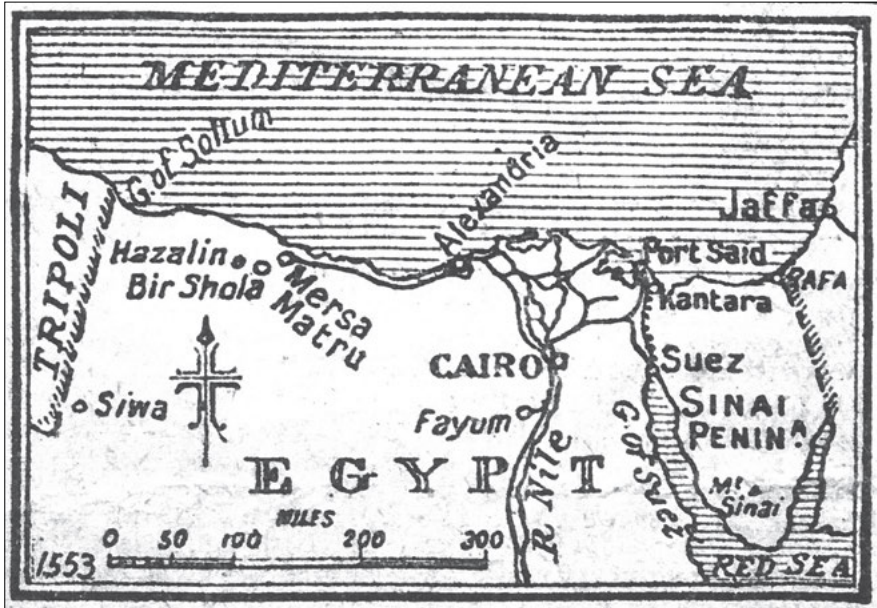 MEDITERRANEAN SEA
G. of Sollum
TRIPOLI
Alexandria
Jaffa
Hazalin
Bir Shola
Mersa
Matru
Port Said
RAFA
Kantara
CAIRO
Suez
Siwa
Fayum
SINAI
PENIN^A.
G. of Suez
Mt. Sinai
EGYPT
R Nile
MILES
0 50 100 200 300
1553
RED SEA